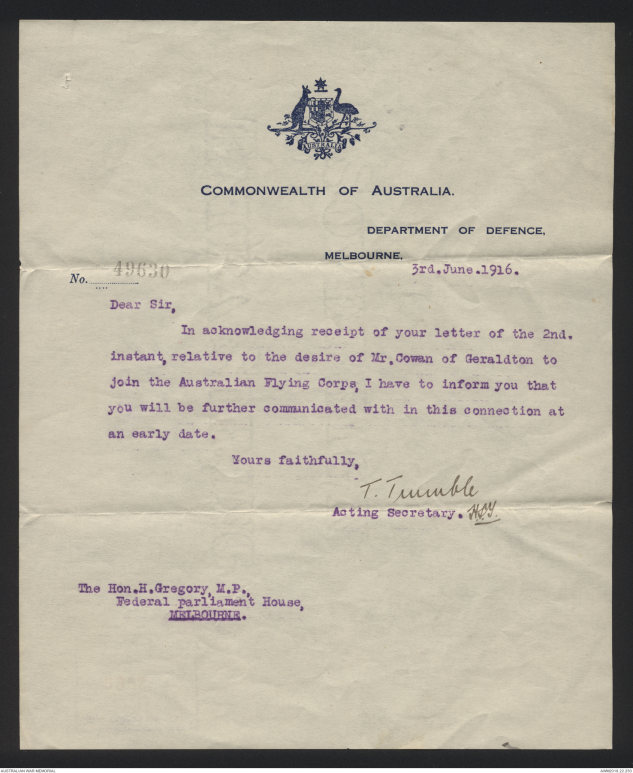 AUSTRALIA
COMMONWEALTH OF AUSTRALIA.
DEPARTMENT OF DEFENCE,
MELBOURNE,
3rd.June.1916.
No. 49630
Dear Sir,
In acknowledging receipt of your letter of the 2nd.
instant, relative to the desire of Mr.Cowan of Geraldton to
join the Australian Flying Corps, I have to inform you that
you will be further communicated with in this connection at
an early date.
Yours faithfully,
T. Trumble
Acting Secretary.
The Hon.H.Gregory, M.P.,
Federal parliament House,
MELBOURNE.
AUSTRALIAN WAR MEMORIAL